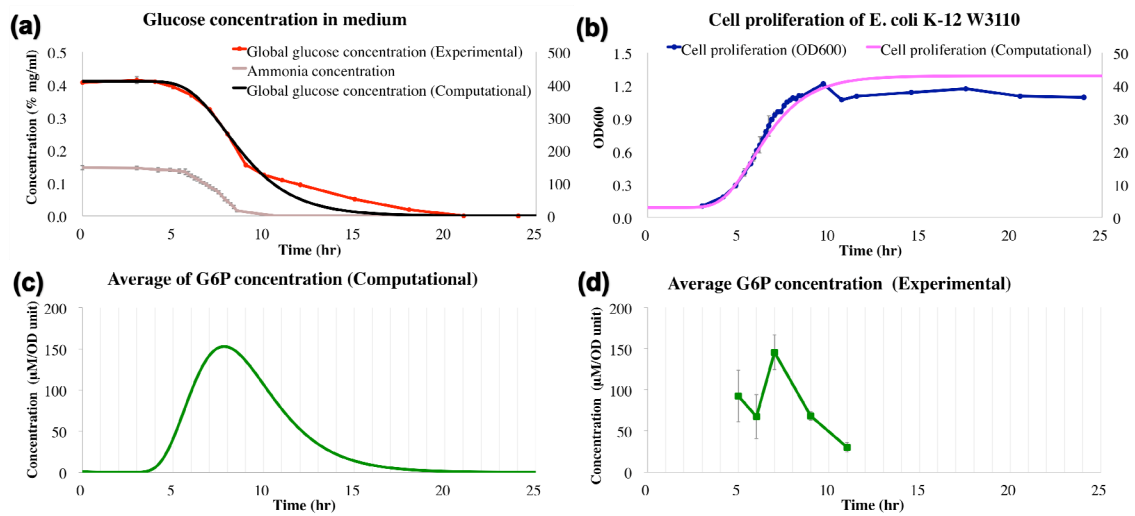 (a)
Glucose concentration in medium
Global glucose concentration (Experimental)
Ammonia concentration
Global glucose concentration (Computational)
Concentration (% mg/ml)
0.5
0.4
0.3
0.2
0.1
0.0
500
400
300
200
100
0
0 5 10 15 20 25
Time (hr)
(b)
Cell proliferation of E. coli K-12 W3110
Cell proliferation (OD600)
Cell proliferation (Computational)
OD600
1.5
1.2
0.9
0.6
0.3
0.0
50
40
30
20
10
0
0 5 10 15 20 25
Time (hr)
(c)
Average of G6P concentration (Computational)
Concentration (μM/OD unit)
200
150
100
50
0
0 5 10 15 20 25
Time (hr)
(d)
Average G6P concentration (Experimental)
Concentration (μM/OD unit)
200
150
100
50
0
0 5 10 15 20 25
Time (hr)